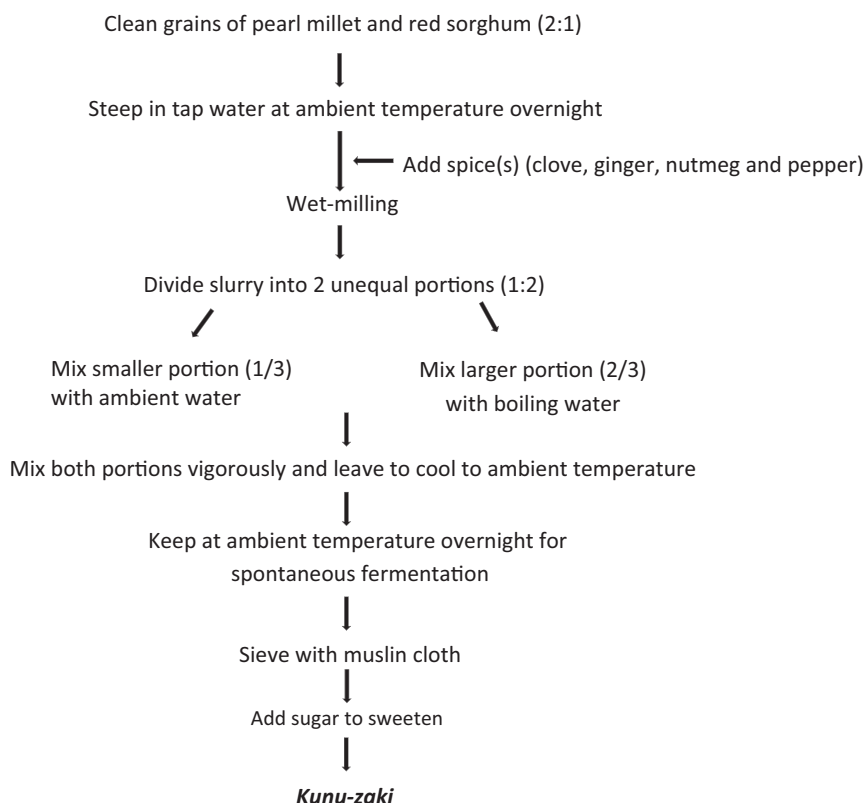 Clean grains of pearl millet and red sorghum (2:1)
Steep in tap water at ambient temperature overnight
Add spice(s) (clove, ginger, nutmeg and pepper)
Wet-milling
Divide slurry into 2 unequal portions (1:2)
Mix smaller portion (1/3)
with ambient water
Mix larger portion (2/3)
with boiling water
Mix both portions vigorously and leave to cool to ambient temperature
Keep at ambient temperature overnight for
spontaneous fermentation
Sieve with muslin cloth
Add sugar to sweeten
Kunu-zaki